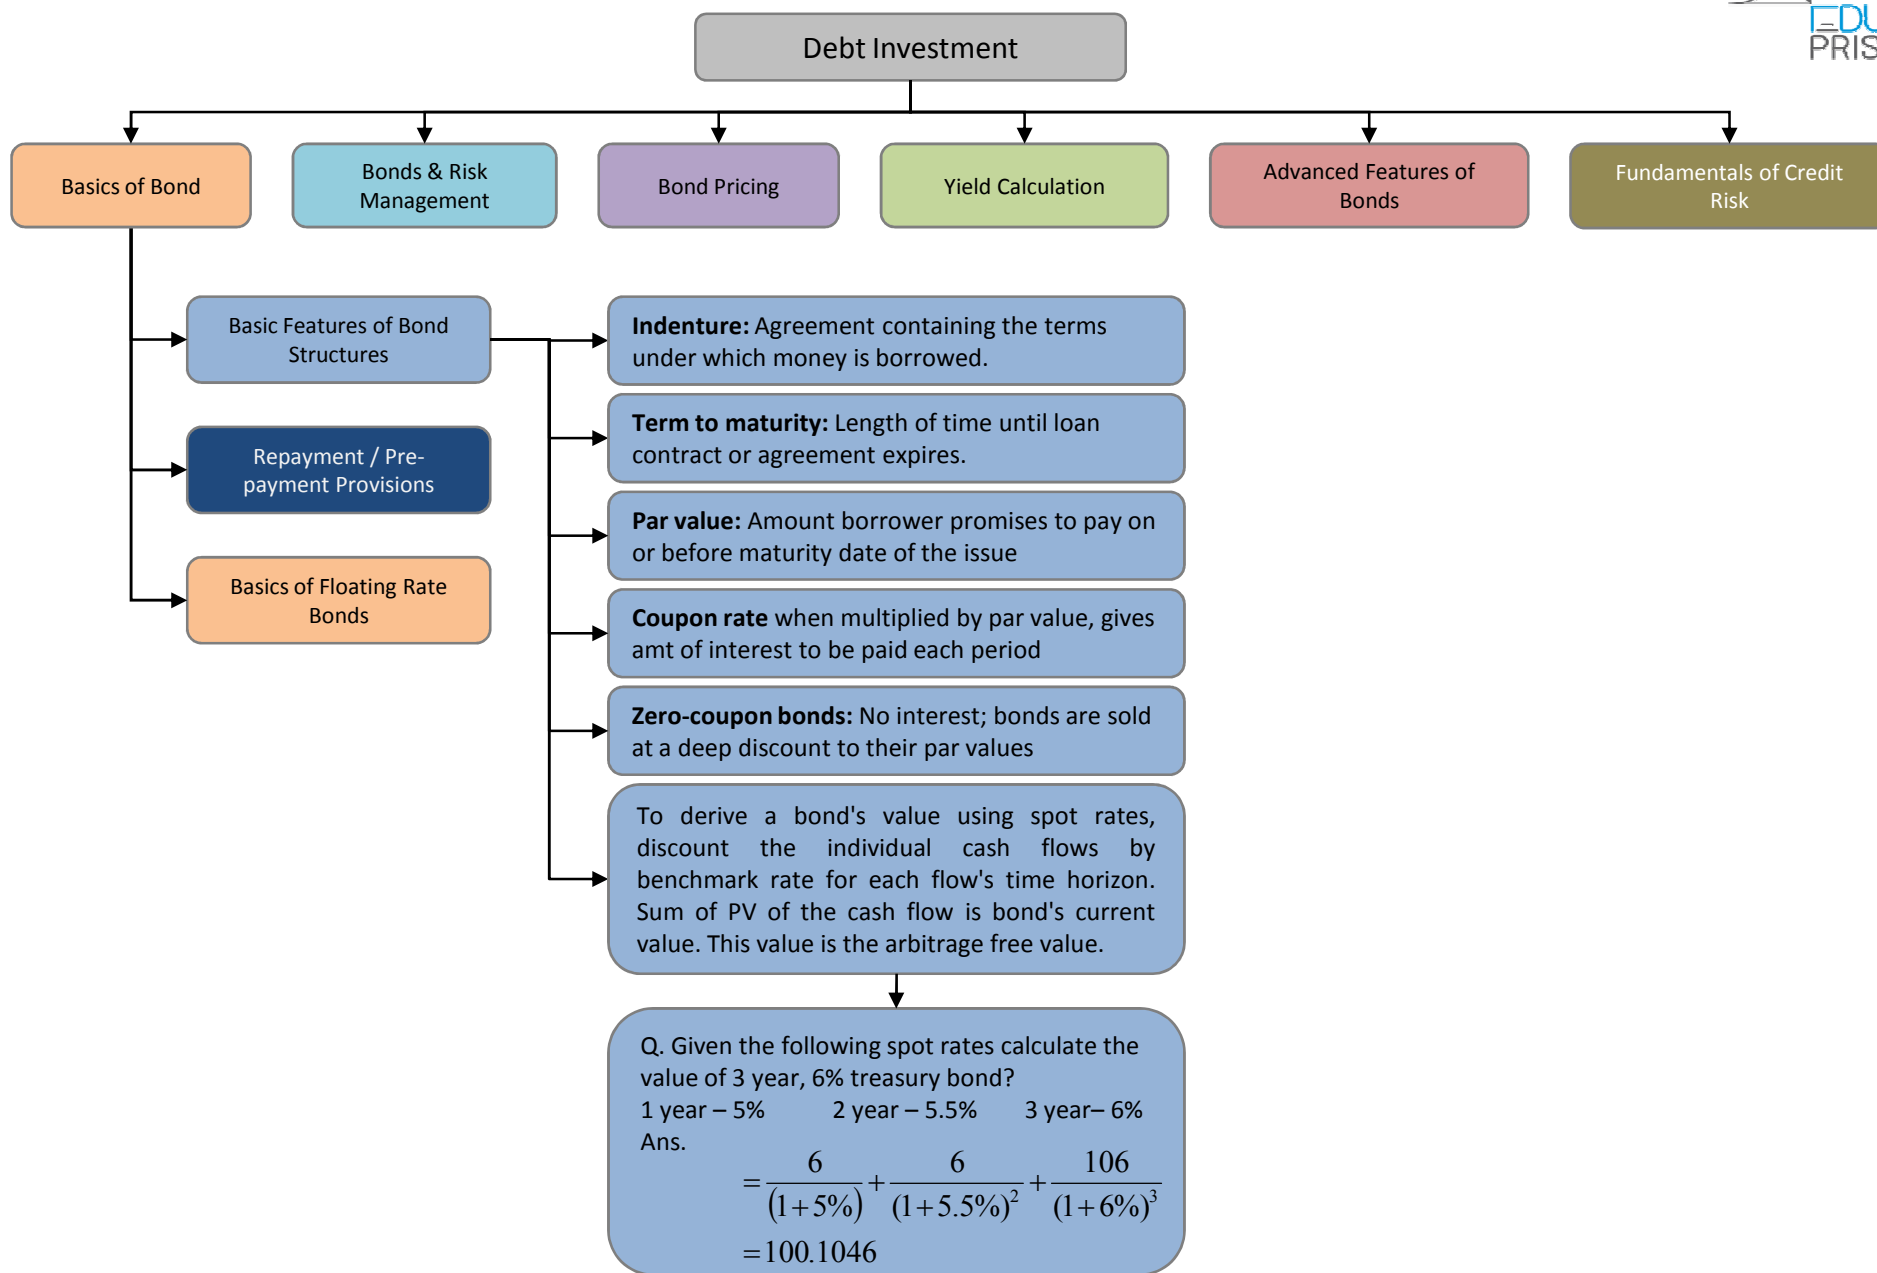 EDU
PRIS
Debt Investment
Basics of Bond
Bonds & Risk
Management
Bond Pricing
Yield Calculation
Advanced Features of
Bonds
Fundamentals of Credit
Risk
Basic Features of Bond
Structures
Repayment / Pre-
payment Provisions
Basics of Floating Rate
Bonds
Indenture: Agreement containing the terms
under which money is borrowed.
Term to maturity: Length of time until loan
contract or agreement expires.
Par value: Amount borrower promises to pay on
or before maturity date of the issue
Coupon rate when multiplied by par value, gives
amt of interest to be paid each period
Zero-coupon bonds: No interest; bonds are sold
at a deep discount to their par values
To derive a bond's value using spot rates,
discount the individual cash flows by
benchmark rate for each flow's time horizon.
Sum of PV of the cash flow is bond's current
value. This value is the arbitrage free value.
Q. Given the following spot rates calculate the
value of 3 year, 6% treasury bond?
1 year – 5% 2 year – 5.5% 3 year– 6%
Ans.
= 6/(1+5%) + 6/(1+5.5%)² + 106/(1+6%)³
=100.1046